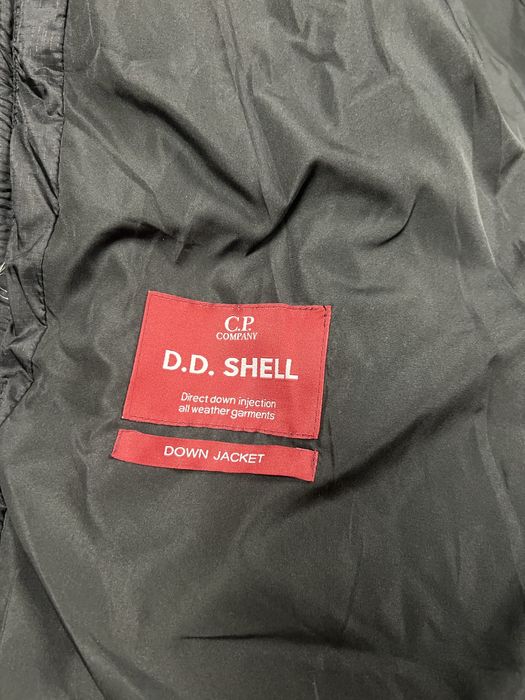 C.P.
COMPANY
D.D. SHELL
Direct down injection
all weather garments
DOWN JACKET